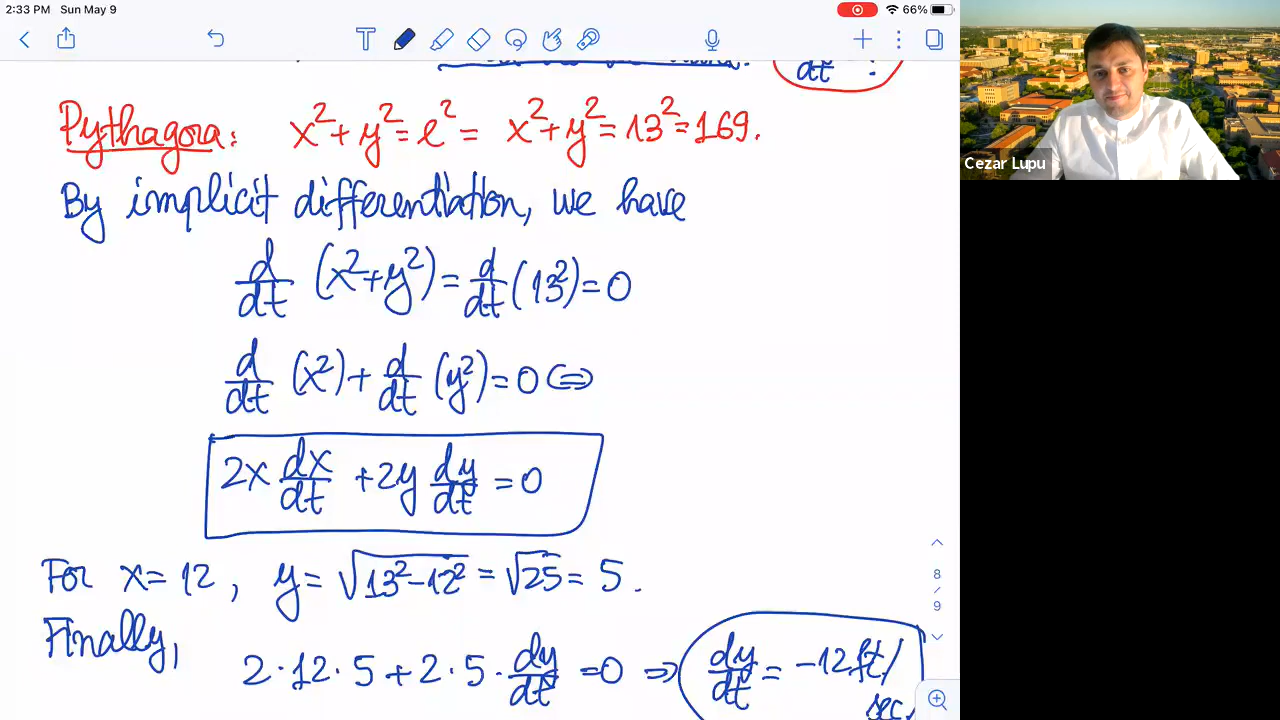 2:33 PM Sun May 9
66%
T
dt ?
Pythagora: x²+y²=l²= x²+y²=13²=169.
By implicit differentiation, we have
d/dt (x²+y²)= d/dt (13²)=0
d/dt (x²)+ d/dt (y²)=0 ⇔
2x dx/dt +2y dy/dt =0
For x=12, y=√(13²-12²)=√25=5.
Finally,
2·12·5+2·5· dy/dt =0 ⇒ dy/dt = -12 ft/sec.
8
/
9
Cezar Lupu